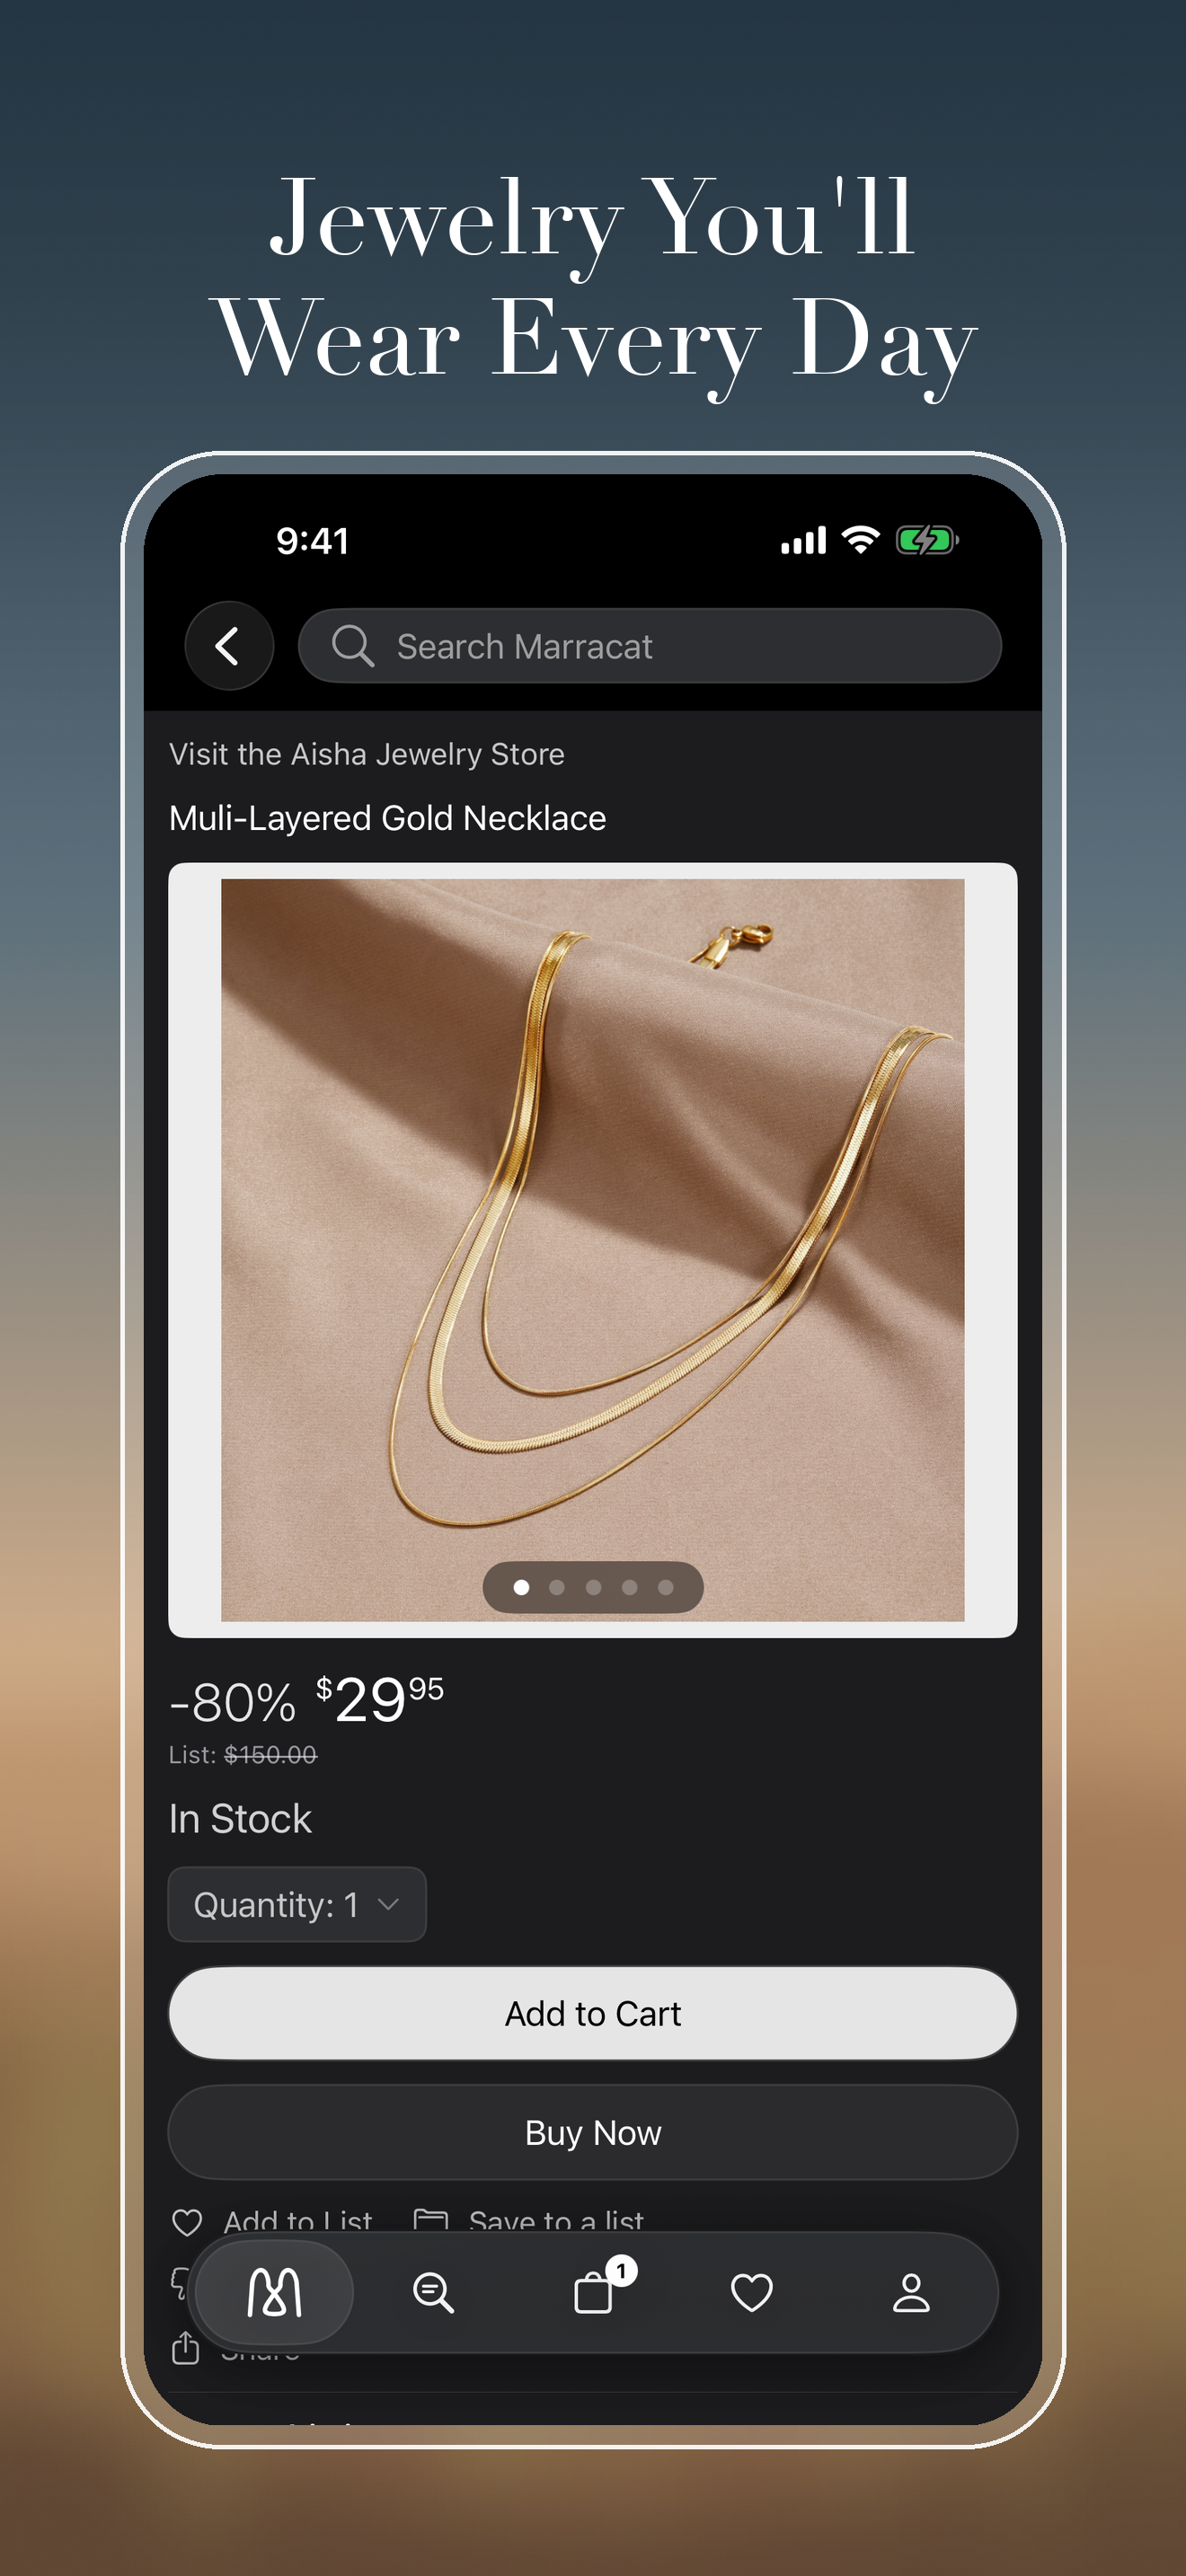 Jewelry You'll
Wear Every Day
9:41
Search Marracat
Visit the Aisha Jewelry Store
Muli-Layered Gold Necklace
-80% $2995
List: $150.00
In Stock
Quantity: 1
Add to Cart
Buy Now
Add to List Save to a list
1
Share